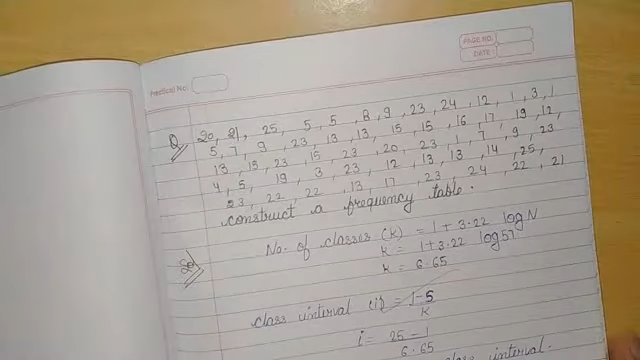 Practical No.
PAGE NO.
DATE
Q 20, 21, 25, 5, 5, 8, 9, 23, 24, 12, 1, 3, 1
5, 7, 9, 23, 13, 13, 15, 15, 16, 17, 19, 12,
13, 15, 23, 15, 23, 20, 23, 1, 7, 9, 23
4, 5, 19, 3, 23, 12, 13, 13, 14, 25,
23, 22, 22, 13, 17, 23, 24, 22, 21
construct a frequency table.
Sol No. of classes (k) = 1 + 3.22 log N
k = 1 + 3.22 log 57
k = 6.65
class interval (i) = l-s
k
i = 25 - 1
6.65
class interval.